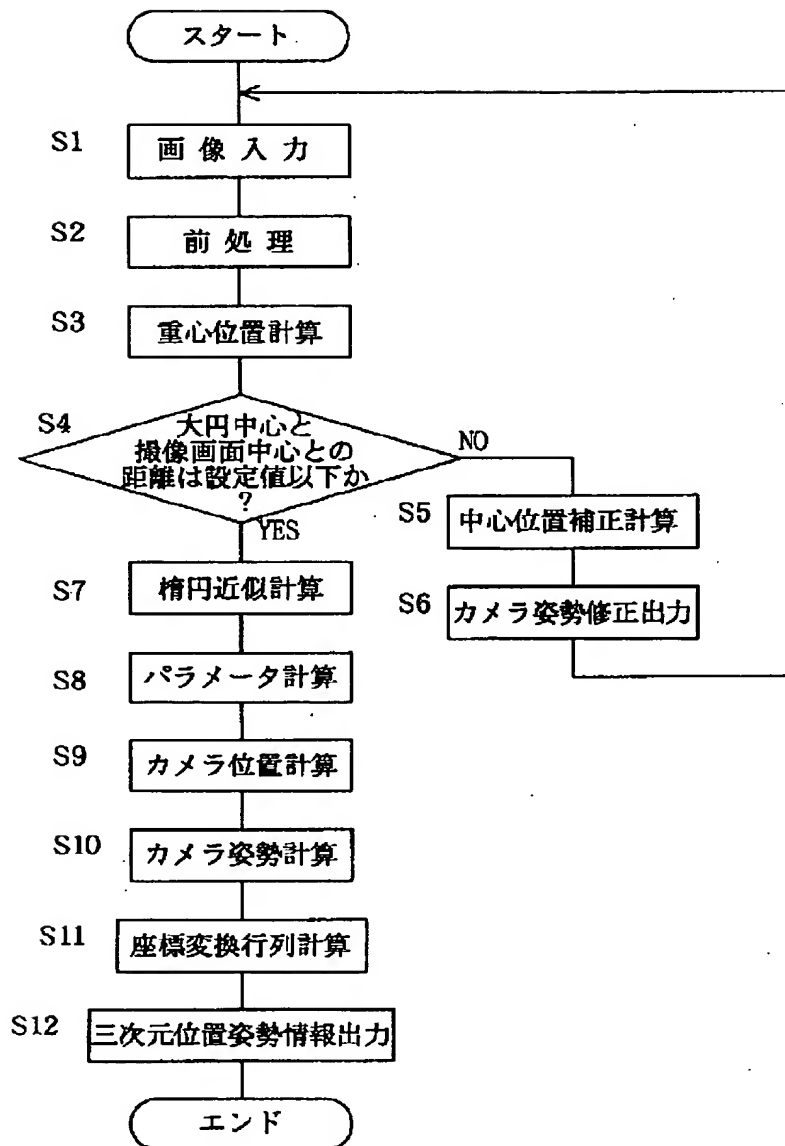 スタート
S1
画像入力
S2
前処理
S3
重心位置計算
S4
大円中心と
撮像画面中心との
距離は設定値以下か
?
NO
YES
S5
中心位置補正計算
S6
カメラ姿勢修正出力
S7
楕円近似計算
S8
パラメータ計算
S9
カメラ位置計算
S10
カメラ姿勢計算
S11
座標変換行列計算
S12
三次元位置姿勢情報出力
エンド